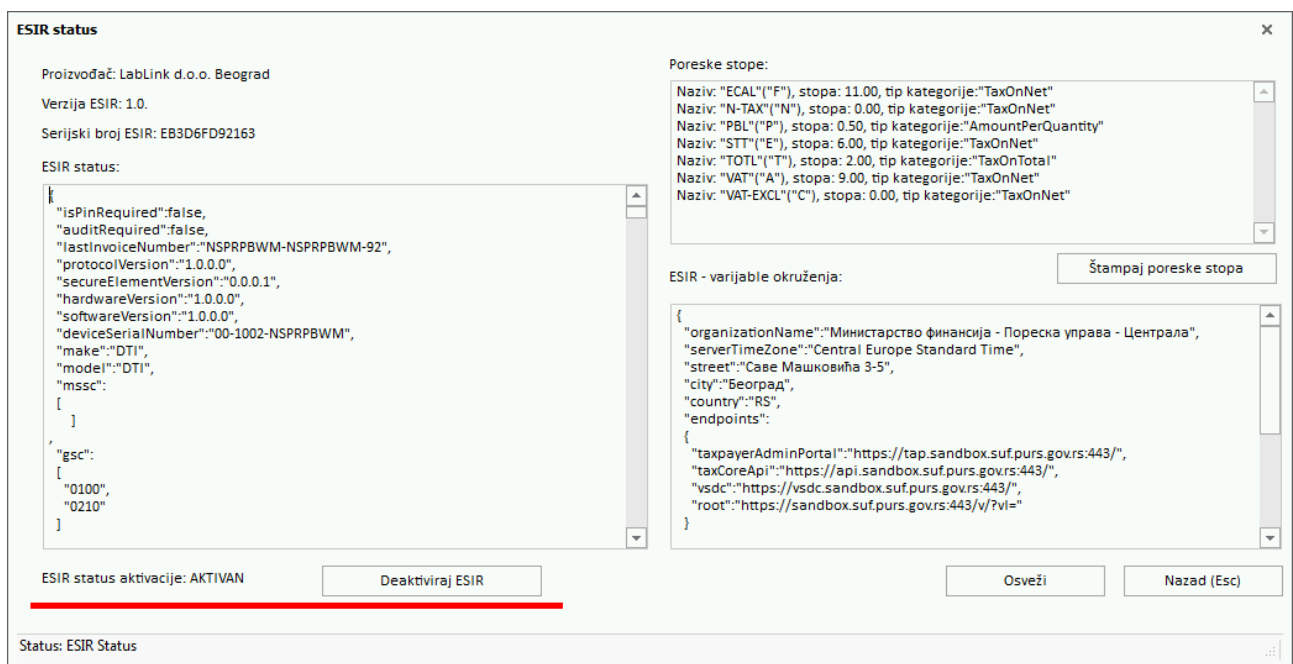 ESIR status
Proizvođač: LabLink d.o.o. Beograd
Verzija ESIR: 1.0.
Serijski broj ESIR: EB3D6FD92163
ESIR status:
{
"isPinRequired":false,
"auditRequired":false,
"lastInvoiceNumber":"NSPRPBWM-NSPRPBWM-92",
"protocolVersion":"1.0.0.0",
"secureElementVersion":"0.0.0.1",
"hardwareVersion":"1.0.0.0",
"softwareVersion":"1.0.0.0",
"deviceSerialNumber":"00-1002-NSPRPBWM",
"make":"DTI",
"model":"DTI",
"mssc":
[
]
,
"gsc":
[
"0100",
"0210"
]
ESIR status aktivacije: AKTIVAN
Deaktiviraj ESIR
Poreske stope:
Naziv: "ECAL"("F"), stopa: 11.00, tip kategorije:"TaxOnNet"
Naziv: "N-TAX"("N"), stopa: 0.00, tip kategorije:"TaxOnNet"
Naziv: "PBL"("P"), stopa: 0.50, tip kategorije:"AmountPerQuantity"
Naziv: "STT"("E"), stopa: 6.00, tip kategorije:"TaxOnNet"
Naziv: "TOTL"("T"), stopa: 2.00, tip kategorije:"TaxOnTotal"
Naziv: "VAT"("A"), stopa: 9.00, tip kategorije:"TaxOnNet"
Naziv: "VAT-EXCL"("C"), stopa: 0.00, tip kategorije:"TaxOnNet"
Štampaj poreske stopa
ESIR - varijable okruženja:
{
"organizationName":"Министарство финансија - Пореска управа - Централа",
"serverTimeZone":"Central Europe Standard Time",
"street":"Саве Машковића 3-5",
"city":"Београд",
"country":"RS",
"endpoints":
{
"taxpayerAdminPortal":"https://tap.sandbox.suf.purs.gov.rs:443/",
"taxCoreApi":"https://api.sandbox.suf.purs.gov.rs:443/",
"vsdc":"https://vsdc.sandbox.suf.purs.gov.rs:443/",
"root":"https://sandbox.suf.purs.gov.rs:443/v/?vl="
}
Osveži
Nazad (Esc)
Status: ESIR Status